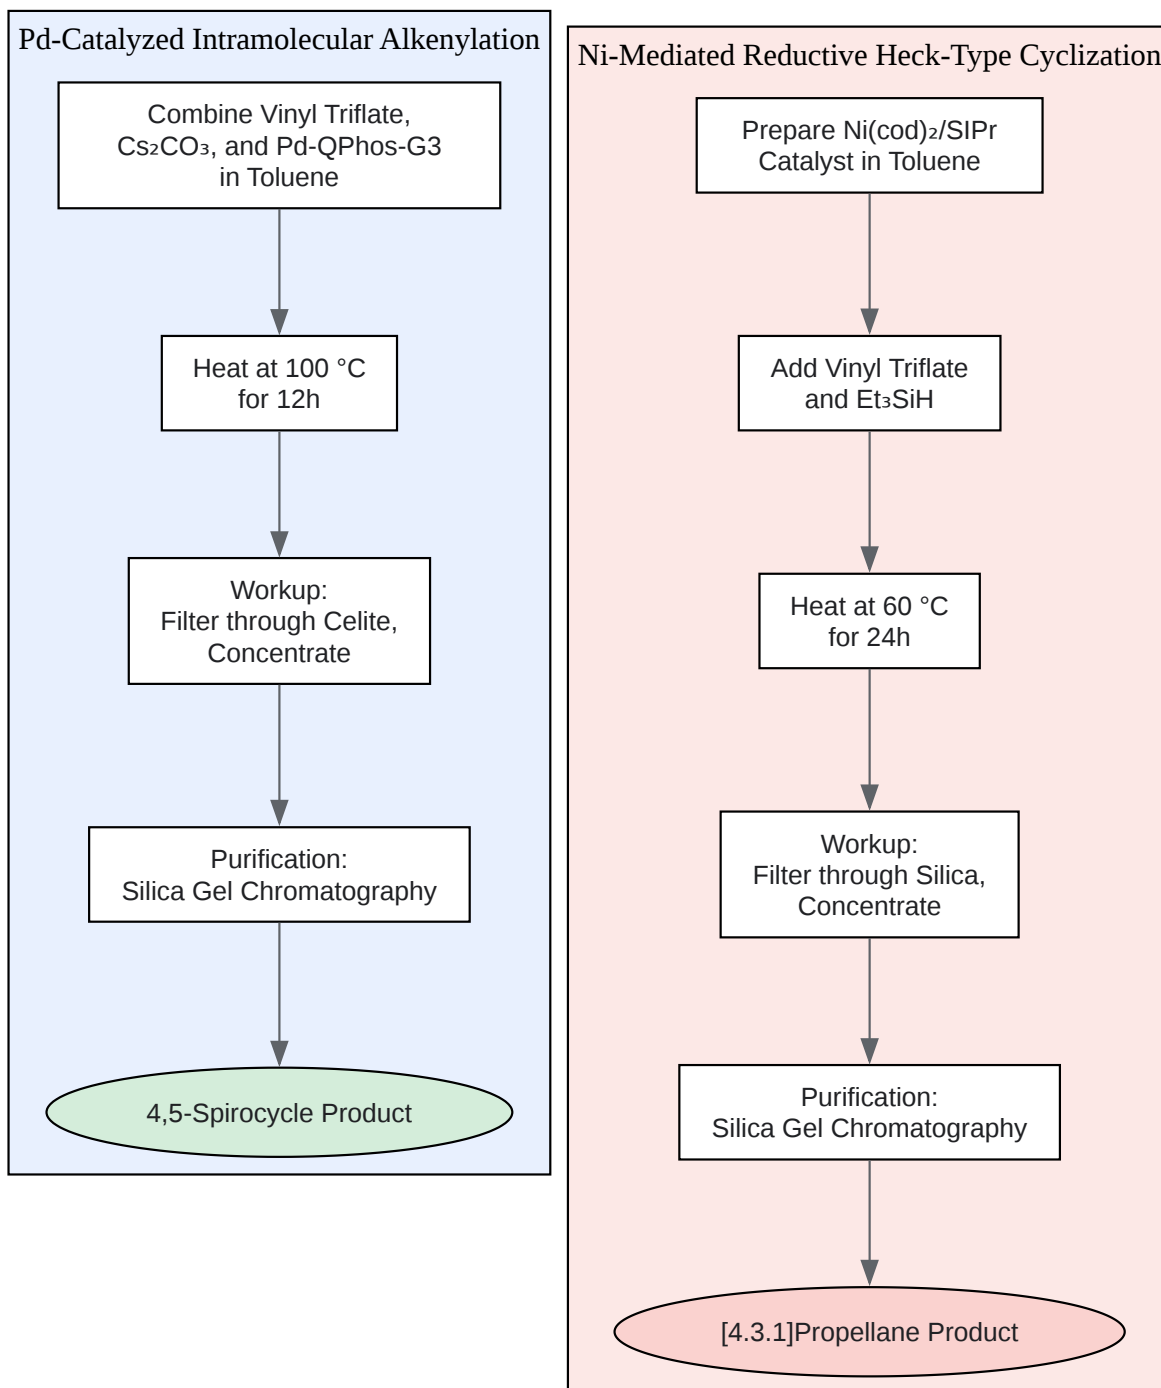 Pd-Catalyzed Intramolecular Alkenylation
Combine Vinyl Triflate,
Cs₂CO₃, and Pd-QPhos-G3
in Toluene
Heat at 100 °C
for 12h
Workup:
Filter through Celite,
Concentrate
Purification:
Silica Gel Chromatography
4,5-Spirocycle Product
Ni-Mediated Reductive Heck-Type Cyclization
Prepare Ni(cod)₂/SIPr
Catalyst in Toluene
Add Vinyl Triflate
and Et₃SiH
Heat at 60 °C
for 24h
Workup:
Filter through Silica,
Concentrate
Purification:
Silica Gel Chromatography
[4.3.1]Propellane Product